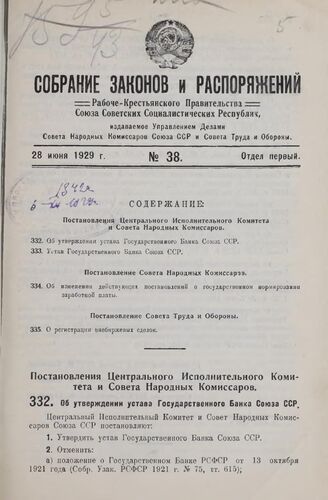 СОБРАНИЕ ЗАКОНОВ И РАСПОРЯЖЕНИЙ
Рабоче-Крестьянского Правительства
Союза Советских Социалистических Республик,
издаваемое Управлением Делами
Совета Народных Комиссаров Союза ССР и Совета Труда и Обороны.
28 июня 1929 г.
№ 38.
Отдел первый.
СОДЕРЖАНИЕ:
Постановления Центрального Исполнительного Комитета
и Совета Народных Комиссаров.
332. Об утверждении устава Государственного Банка Союза ССР.
333. Устав Государственного Банка Союза ССР.
Постановление Совета Народных Комиссаров.
334. Об изменении действующих постановлений о государственном нормировании
заработной платы.
Постановление Совета Труда и Обороны.
335. О регистрации внебиржевых сделок.
Постановления Центрального Исполнительного Коми-
тета и Совета Народных Комиссаров.
332. Об утверждении устава Государственного Банка Союза ССР.
Центральный Исполнительный Комитет и Совет Народных Комис-
саров Союза ССР постановляют:
1. Утвердить устав Государственного Банка Союза ССР.
2. Отменить:
а) положение о Государственном Банке РСФСР от 13 октября
1921 года (Собр. Узак. РСФСР 1921 г. № 75, ст. 615);